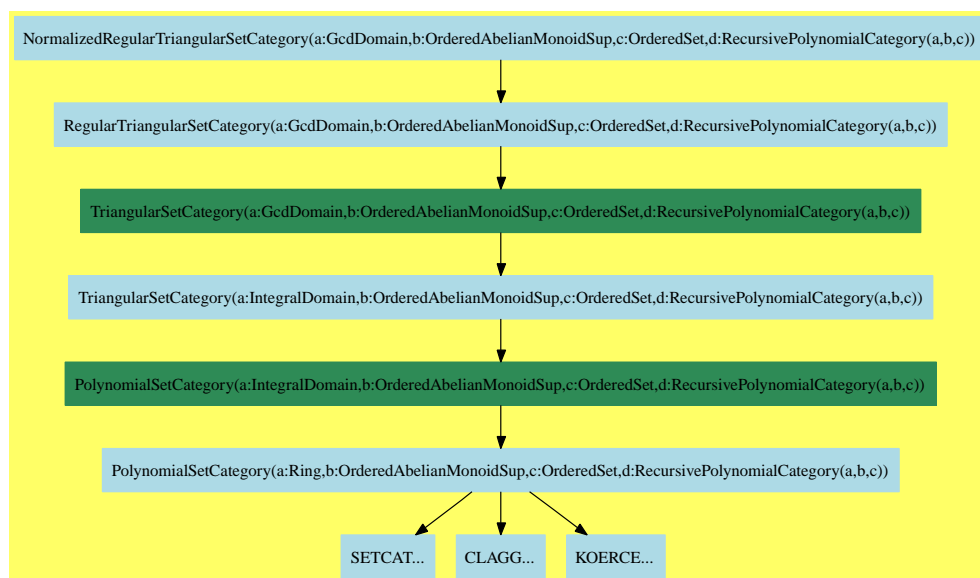 NormalizedRegularTriangularSetCategory(a:GcdDomain,b:OrderedAbelianMonoidSup,c:OrderedSet,d:RecursivePolynomialCategory(a,b,c))
RegularTriangularSetCategory(a:GcdDomain,b:OrderedAbelianMonoidSup,c:OrderedSet,d:RecursivePolynomialCategory(a,b,c))
TriangularSetCategory(a:GcdDomain,b:OrderedAbelianMonoidSup,c:OrderedSet,d:RecursivePolynomialCategory(a,b,c))
TriangularSetCategory(a:IntegralDomain,b:OrderedAbelianMonoidSup,c:OrderedSet,d:RecursivePolynomialCategory(a,b,c))
PolynomialSetCategory(a:IntegralDomain,b:OrderedAbelianMonoidSup,c:OrderedSet,d:RecursivePolynomialCategory(a,b,c))
PolynomialSetCategory(a:Ring,b:OrderedAbelianMonoidSup,c:OrderedSet,d:RecursivePolynomialCategory(a,b,c))
SETCAT... CLAGG... KOERCE...